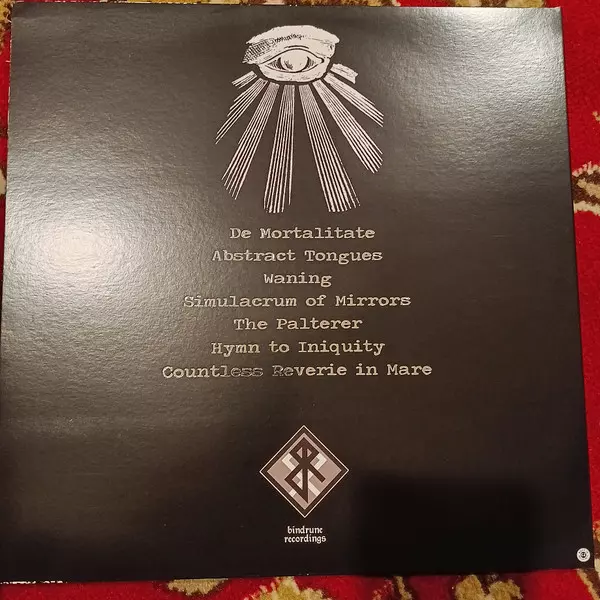 De Mortalitate
Abstract Tongues
Waning
Simulacrum of Mirrors
The Palterer
Hymn to Iniquity
Countless Reverie in Mare
bindrune
recordings